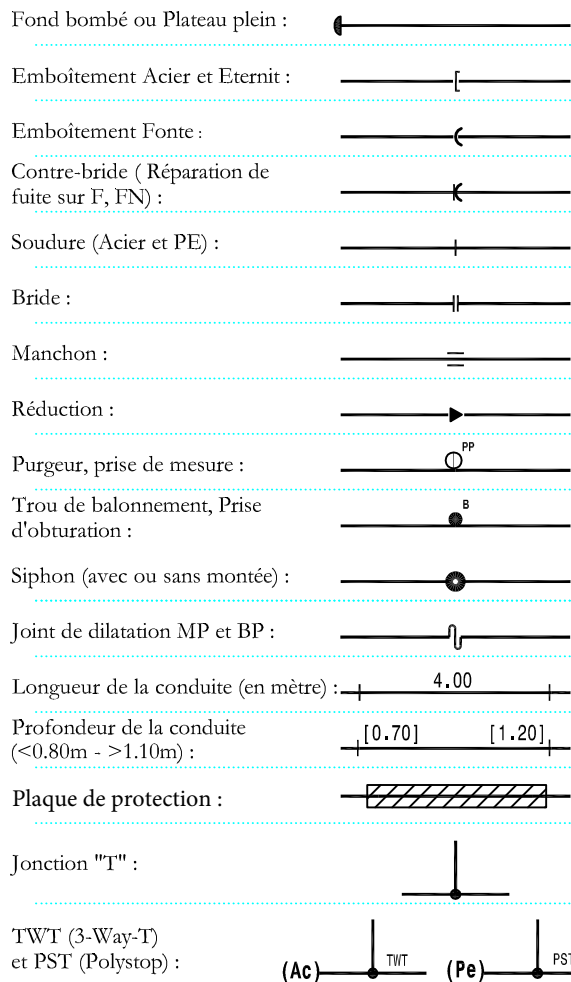 Fond bombé ou Plateau plein :
Emboîtement Acier et Eternit :
Emboîtement Fonte :
Contre-bride ( Réparation de
fuite sur F, FN) :
Soudure (Acier et PE) :
Bride :
Manchon :
Réduction :
Purgeur, prise de mesure :
PP
Trou de balonnement, Prise
d'obturation :
B
Siphon (avec ou sans montée) :
Joint de dilatation MP et BP :
Longueur de la conduite (en mètre) :
4.00
Profondeur de la conduite
(<0.80m - >1.10m) :
[0.70] [1.20]
Plaque de protection :
Jonction "T" :
TWT (3-Way-T)
et PST (Polystop) :
(Ac) TWT (Pe) PST